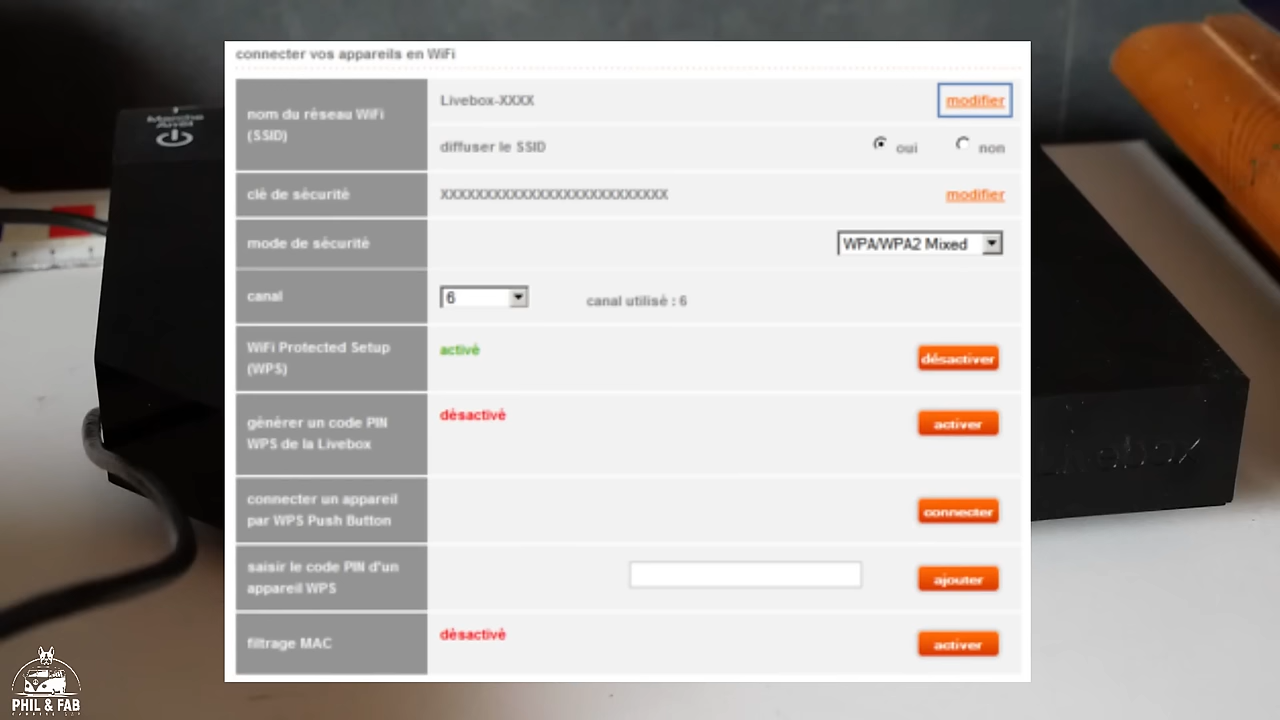 connecter vos appareils en WiFi
nom du réseau WiFi
(SSID)
Livebox-XXXX
modifier
diffuser le SSID
oui
non
clé de sécurité
XXXXXXXXXXXXXXXXXXXXXXXXXX
modifier
mode de sécurité
WPA/WPA2 Mixed
canal
6
canal utilisé : 6
WiFi Protected Setup
(WPS)
activé
désactiver
générer un code PIN
WPS de la Livebox
désactivé
activer
connecter un appareil
par WPS Push Button
connecter
saisir le code PIN d'un
appareil WPS
ajouter
filtrage MAC
désactivé
activer
Marche
Arrêt
Livebox
PHIL & FAB